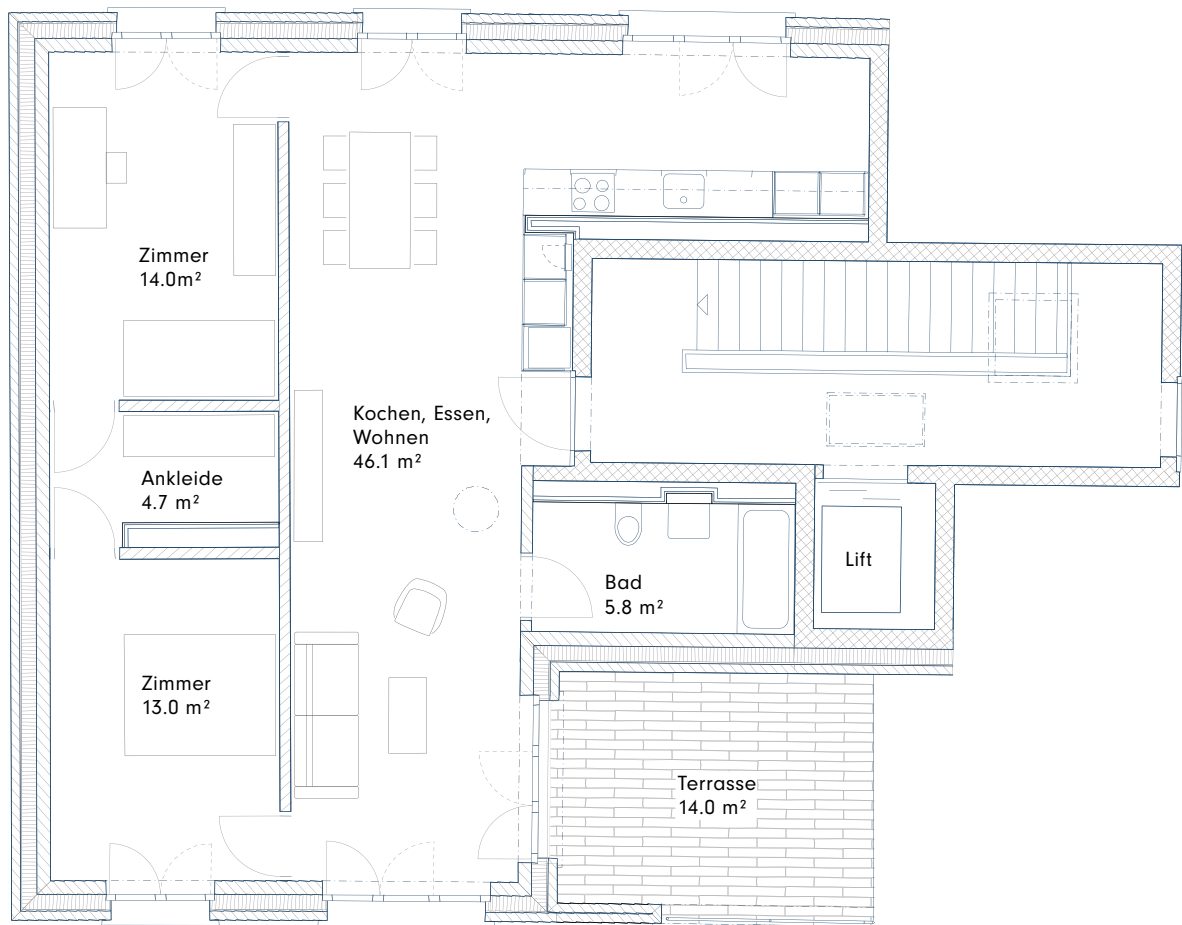 Zimmer
14.0m²
Kochen, Essen,
Wohnen
46.1 m²
Ankleide
4.7 m²
Lift
Bad
5.8 m²
Zimmer
13.0 m²
Terrasse
14.0 m²